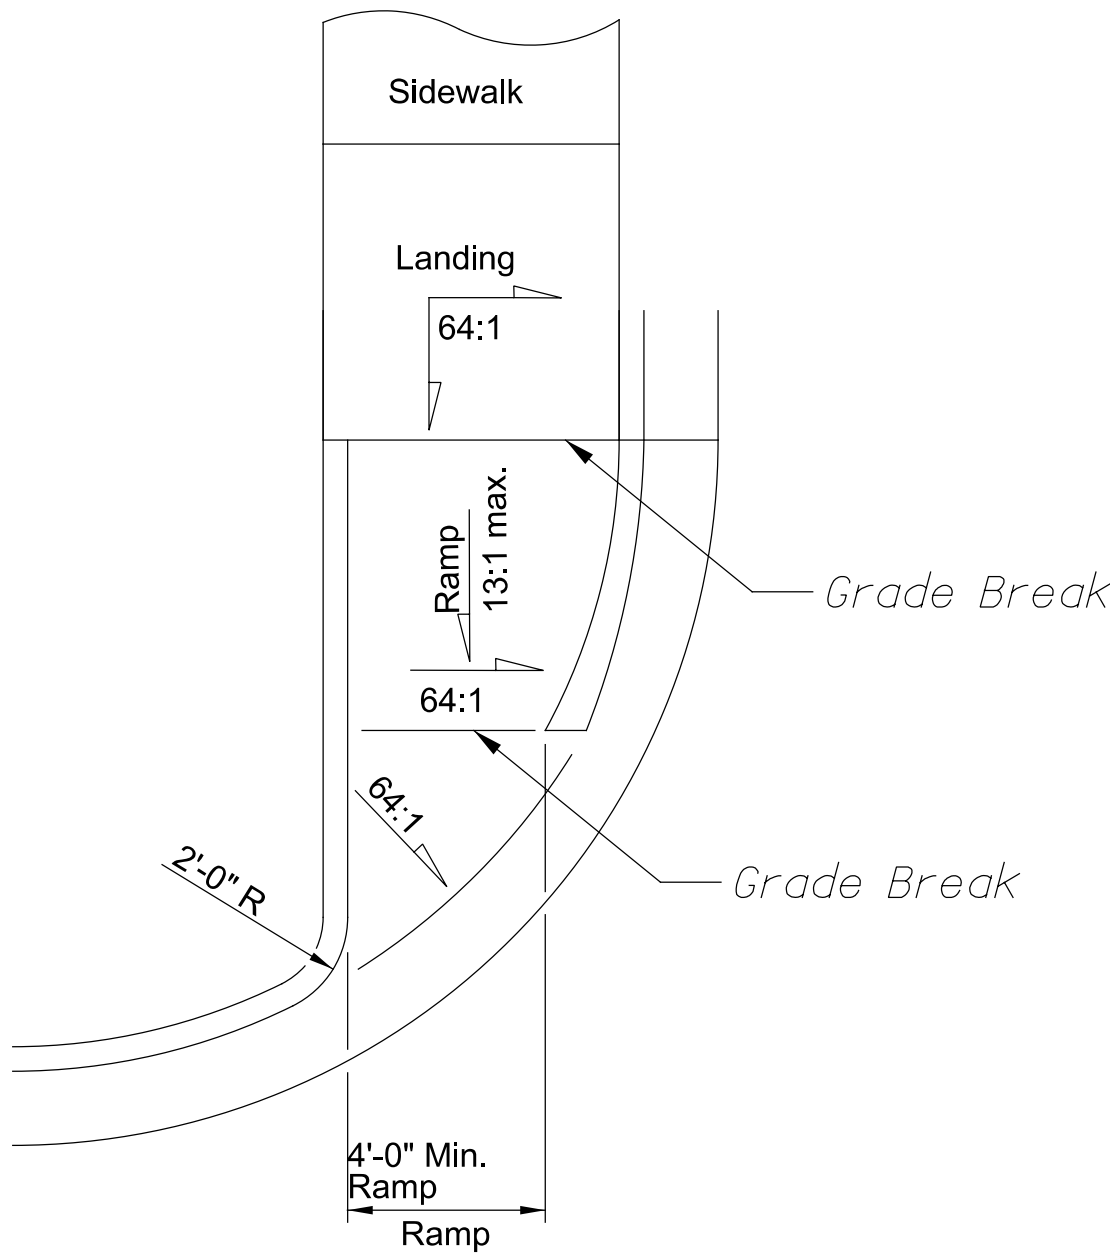 Sidewalk
Landing
64:1
Ramp
13:1 max.
Grade Break
64:1
64:1
2'-0" R
Grade Break
4'-0" Min.
Ramp
Ramp